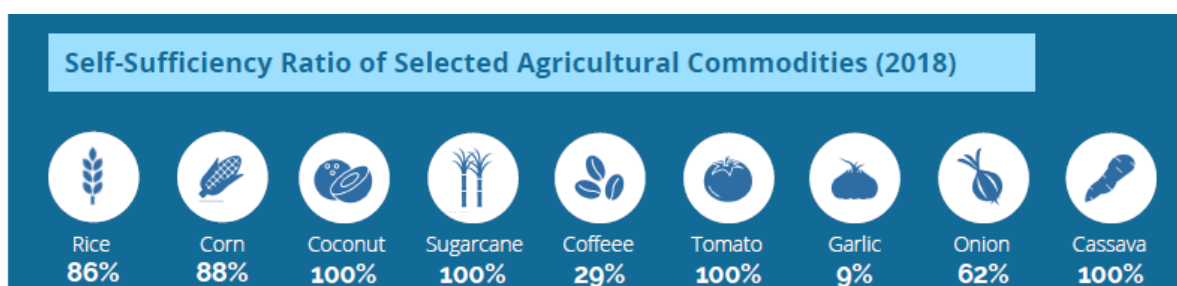 Self-Sufficiency Ratio of Selected Agricultural Commodities (2018)
Rice Corn Coconut Sugarcane Coffeee Tomato Garlic Onion Cassava
86% 88% 100% 100% 29% 100% 9% 62% 100%